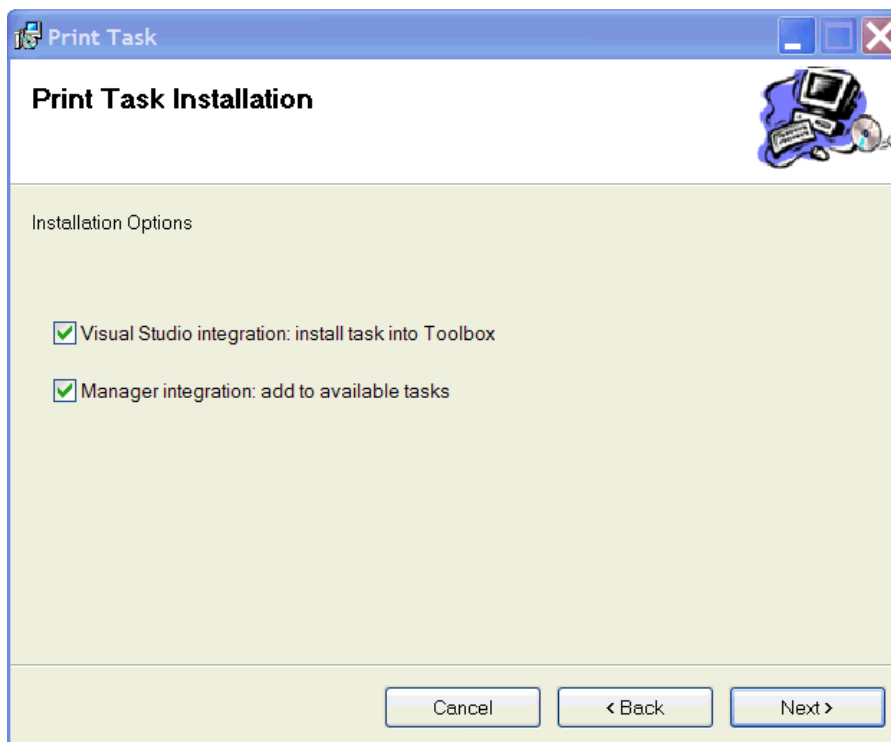 Print Task
Print Task Installation
Installation Options
Visual Studio integration: install task into Toolbox
Manager integration: add to available tasks
Cancel
< Back
Next >